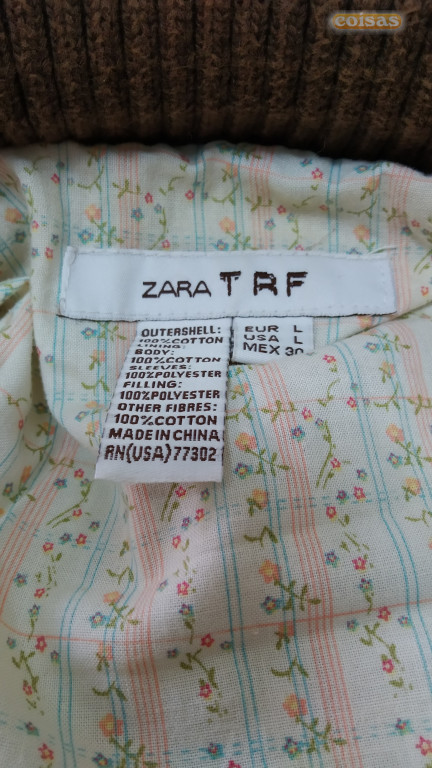 coisas
ZARA TRF
OUTERSHELL:
100%COTTON
LINING:
BODY:
100%COTTON
SLEEVES:
100%POLYESTER
FILLING:
100%POLYESTER
OTHER FIBRES:
100%COTTON
MADE IN CHINA
RN(USA)77302
EUR L
USA L
MEX 30